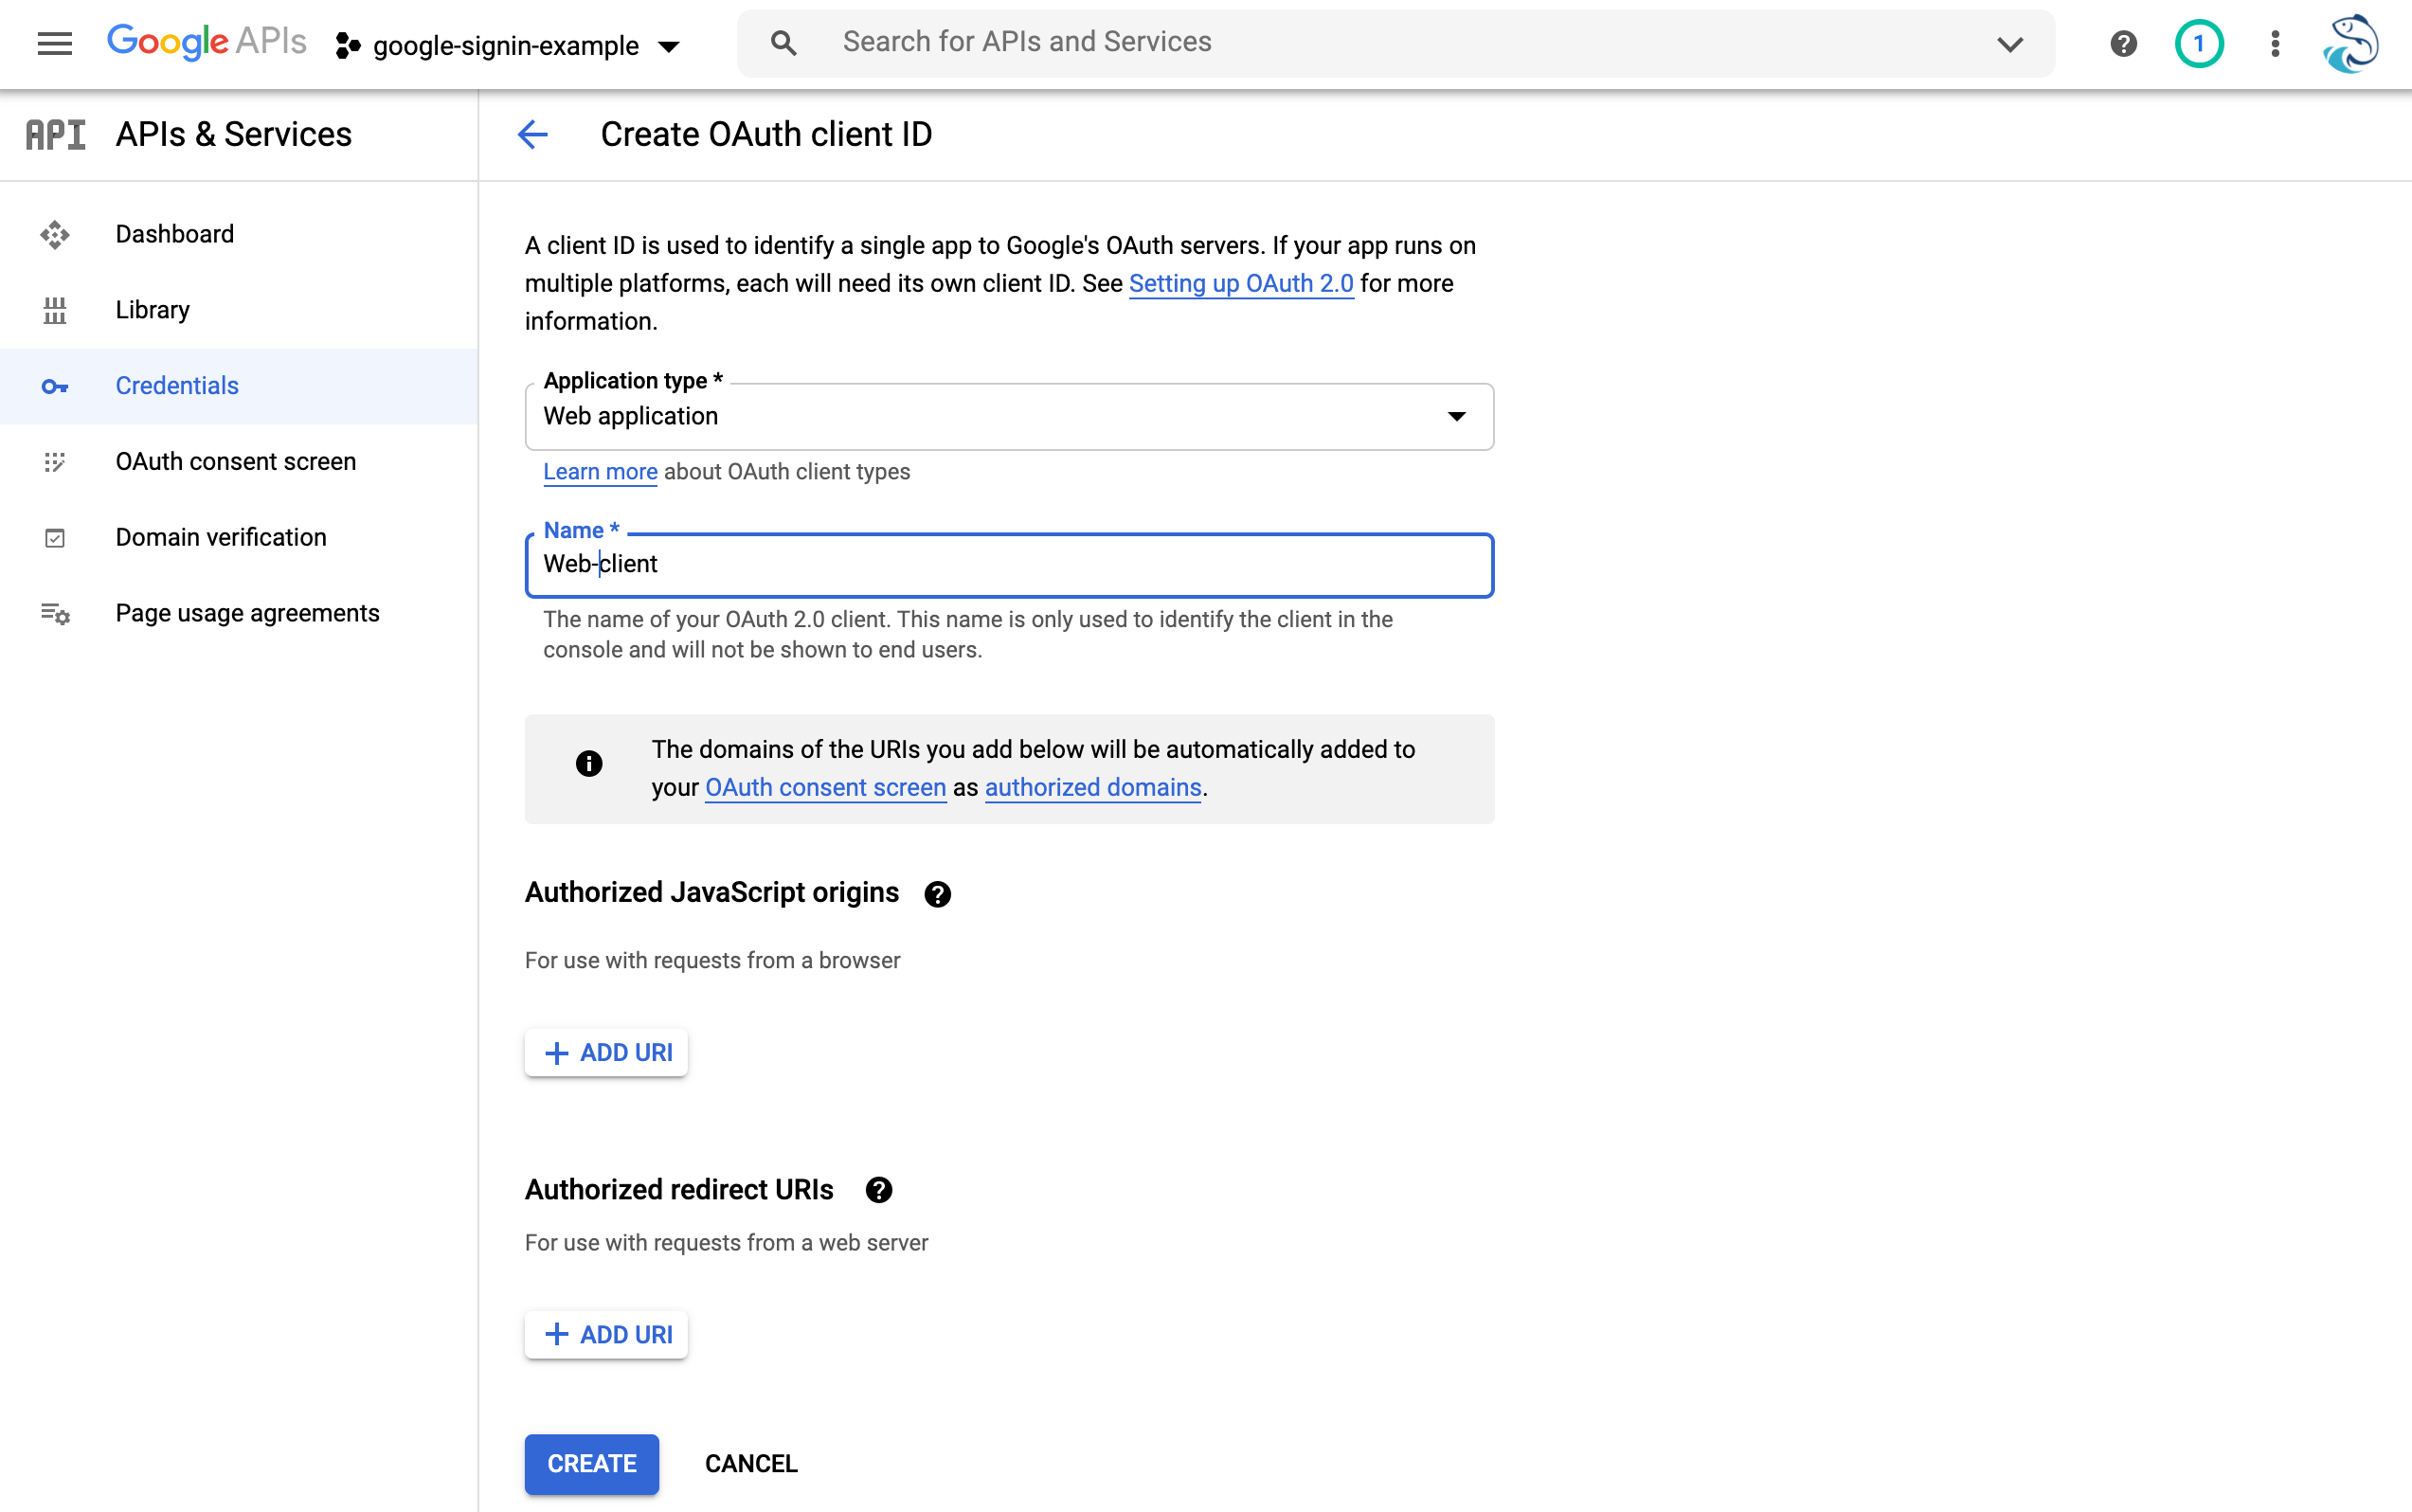 Google APIs
google-signin-example
Search for APIs and Services
1
API APIs & Services
Create OAuth client ID
Dashboard
Library
Credentials
OAuth consent screen
Domain verification
Page usage agreements
A client ID is used to identify a single app to Google's OAuth servers. If your app runs on
multiple platforms, each will need its own client ID. See Setting up OAuth 2.0 for more
information.
Application type *
Web application
Learn more about OAuth client types
Name *
Web-client
The name of your OAuth 2.0 client. This name is only used to identify the client in the
console and will not be shown to end users.
The domains of the URIs you add below will be automatically added to
your OAuth consent screen as authorized domains.
Authorized JavaScript origins
For use with requests from a browser
ADD URI
Authorized redirect URIs
For use with requests from a web server
ADD URI
CREATE
CANCEL